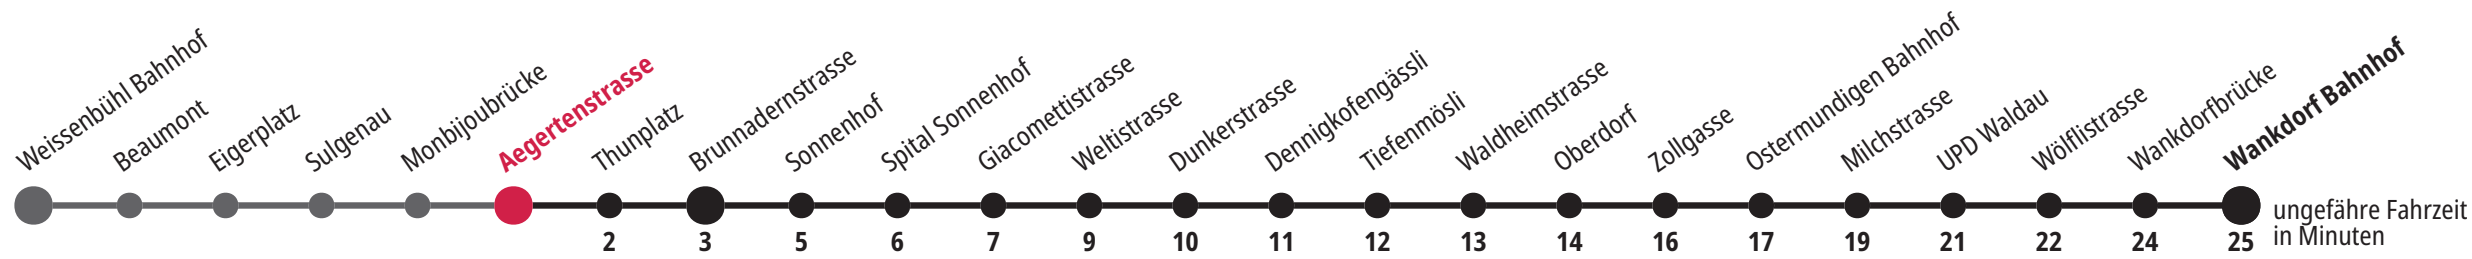 Weissenbühl Bahnhof
Beaumont
Eigerplatz
Sulgenau
Monbijoubrücke
Aegertenstrasse
Thunplatz
Brunnadernstrasse
Sonnenhof
Spital Sonnenhof
Giacomettistrasse
Weltistrasse
Dunkerstrasse
Dennigkofengässli
Tiefenmösli
Waldheimstrasse
Oberdorf
Zollgasse
Ostermundigen Bahnhof
Milchstrasse
UPD Waldau
Wölflistrasse
Wankdorfbrücke
Wankdorf Bahnhof
2 3 5 6 7 9 10 11 12 13 14 16 17 19 21 22 24 25
ungefähre Fahrzeit
in Minuten